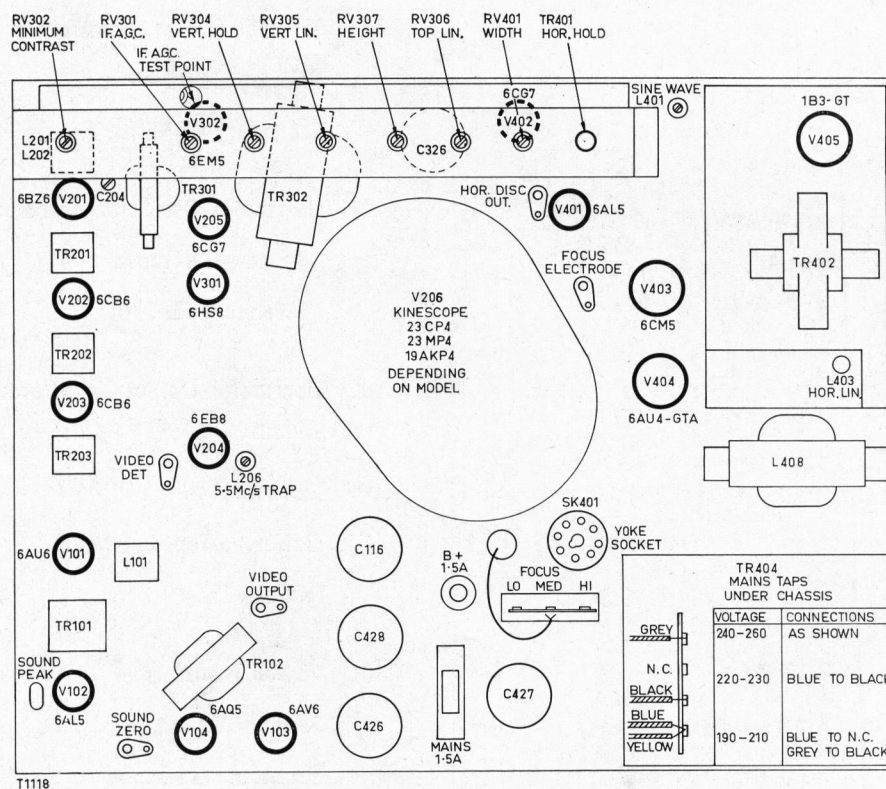 RV302
MINIMUM
CONTRAST
RV301
I.F. A.G.C.
RV304
VERT. HOLD
RV305
VERT LIN.
RV307
HEIGHT
RV306
TOP LIN.
RV401
WIDTH
TR401
HOR. HOLD
I.F. A.G.C.
TEST POINT
6CG7
SINE WAVE
L401
1B3-GT
V302
V402
V405
L201
L202
6EM5
C326
6BZ6
V201
C204
TR301
TR302
HOR. DISC
OUT.
V401
6AL5
V205
6CG7
TR201
FOCUS
ELECTRODE
TR402
V202
6CB6
V301
6HS8
V206
KINESCOPE
23 CP4
23 MP4
19AKP4
DEPENDING
ON MODEL
V403
6CM5
TR202
V404
L403
HOR. LIN.
V203
6CB6
6AU4-GTA
6EB8
V204
TR203
VIDEO
DET
L206
5·5Mc/s TRAP
L408
SK401
YOKE
SOCKET
6AU6
V101
L101
C116
B+
1·5A
FOCUS
LO MED HI
TR404
MAINS TAPS
UNDER CHASSIS
VIDEO
OUTPUT
VOLTAGE CONNECTIONS
GREY
240-260 AS SHOWN
TR101
C428
N.C.
TR102
220-230 BLUE TO BLACK
SOUND
PEAK
BLACK
V102
6AL5
C427
BLUE
YELLOW
190-210 BLUE TO N.C.
GREY TO BLACK
SOUND
ZERO
6AQ5
V104
6AV6
V103
C426
MAINS
1·5A
T1118